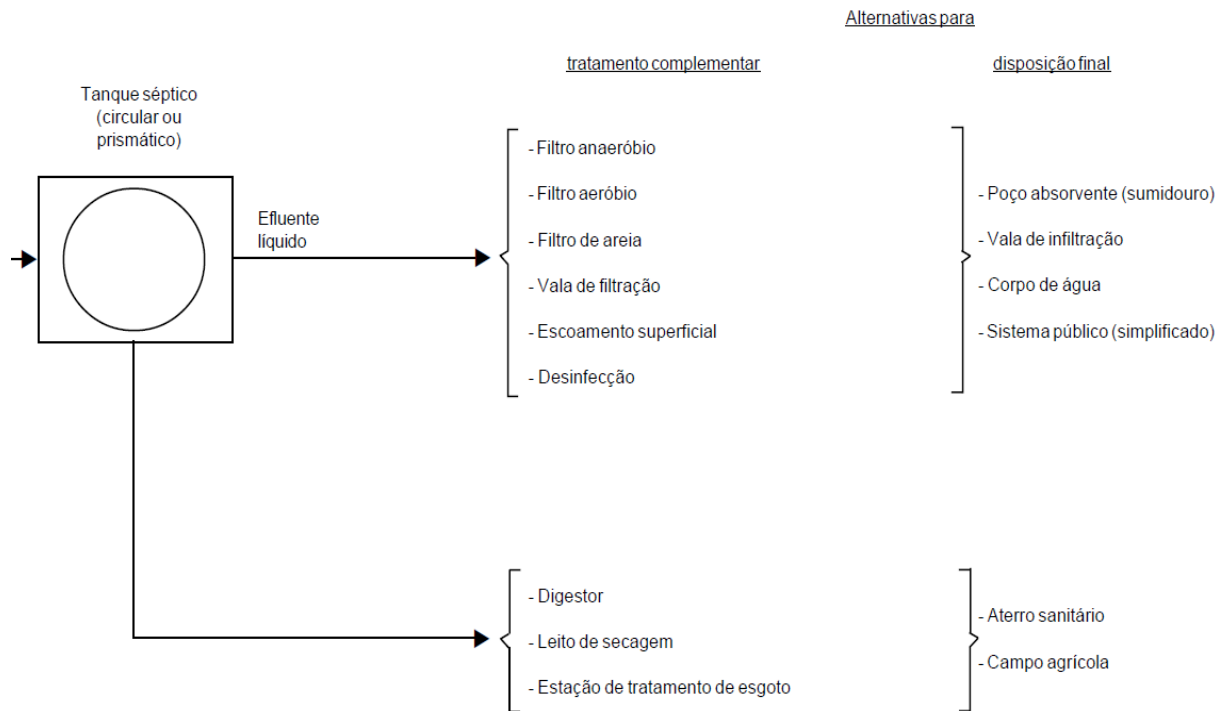 Alternativas para
tratamento complementar
disposição final
Tanque séptico
(circular ou
prismático)
Efluente
líquido
- Filtro anaeróbio
- Filtro aeróbio
- Filtro de areia
- Vala de filtração
- Escoamento superficial
- Desinfecção
- Poço absorvente (sumidouro)
- Vala de infiltração
- Corpo de água
- Sistema público (simplificado)
- Digestor
- Leito de secagem
- Estação de tratamento de esgoto
- Aterro sanitário
- Campo agrícola